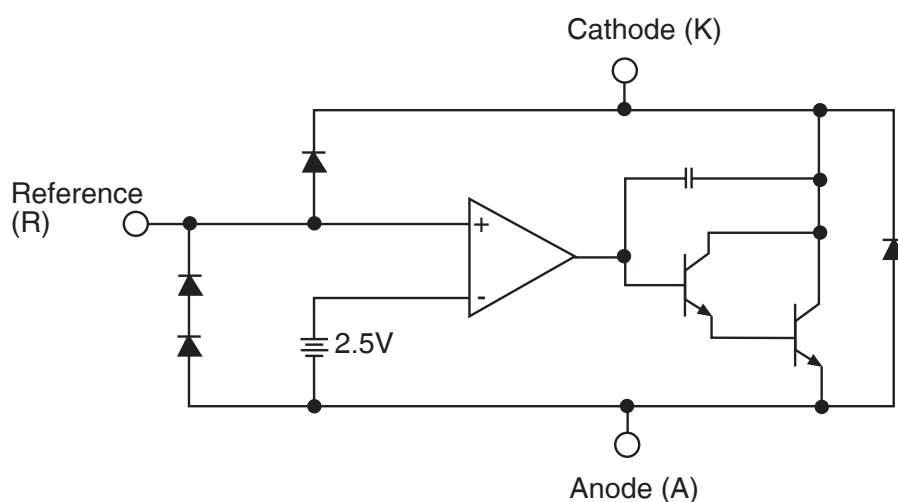 Cathode (K)
Reference
(R)
+
-
2.5V
Anode (A)